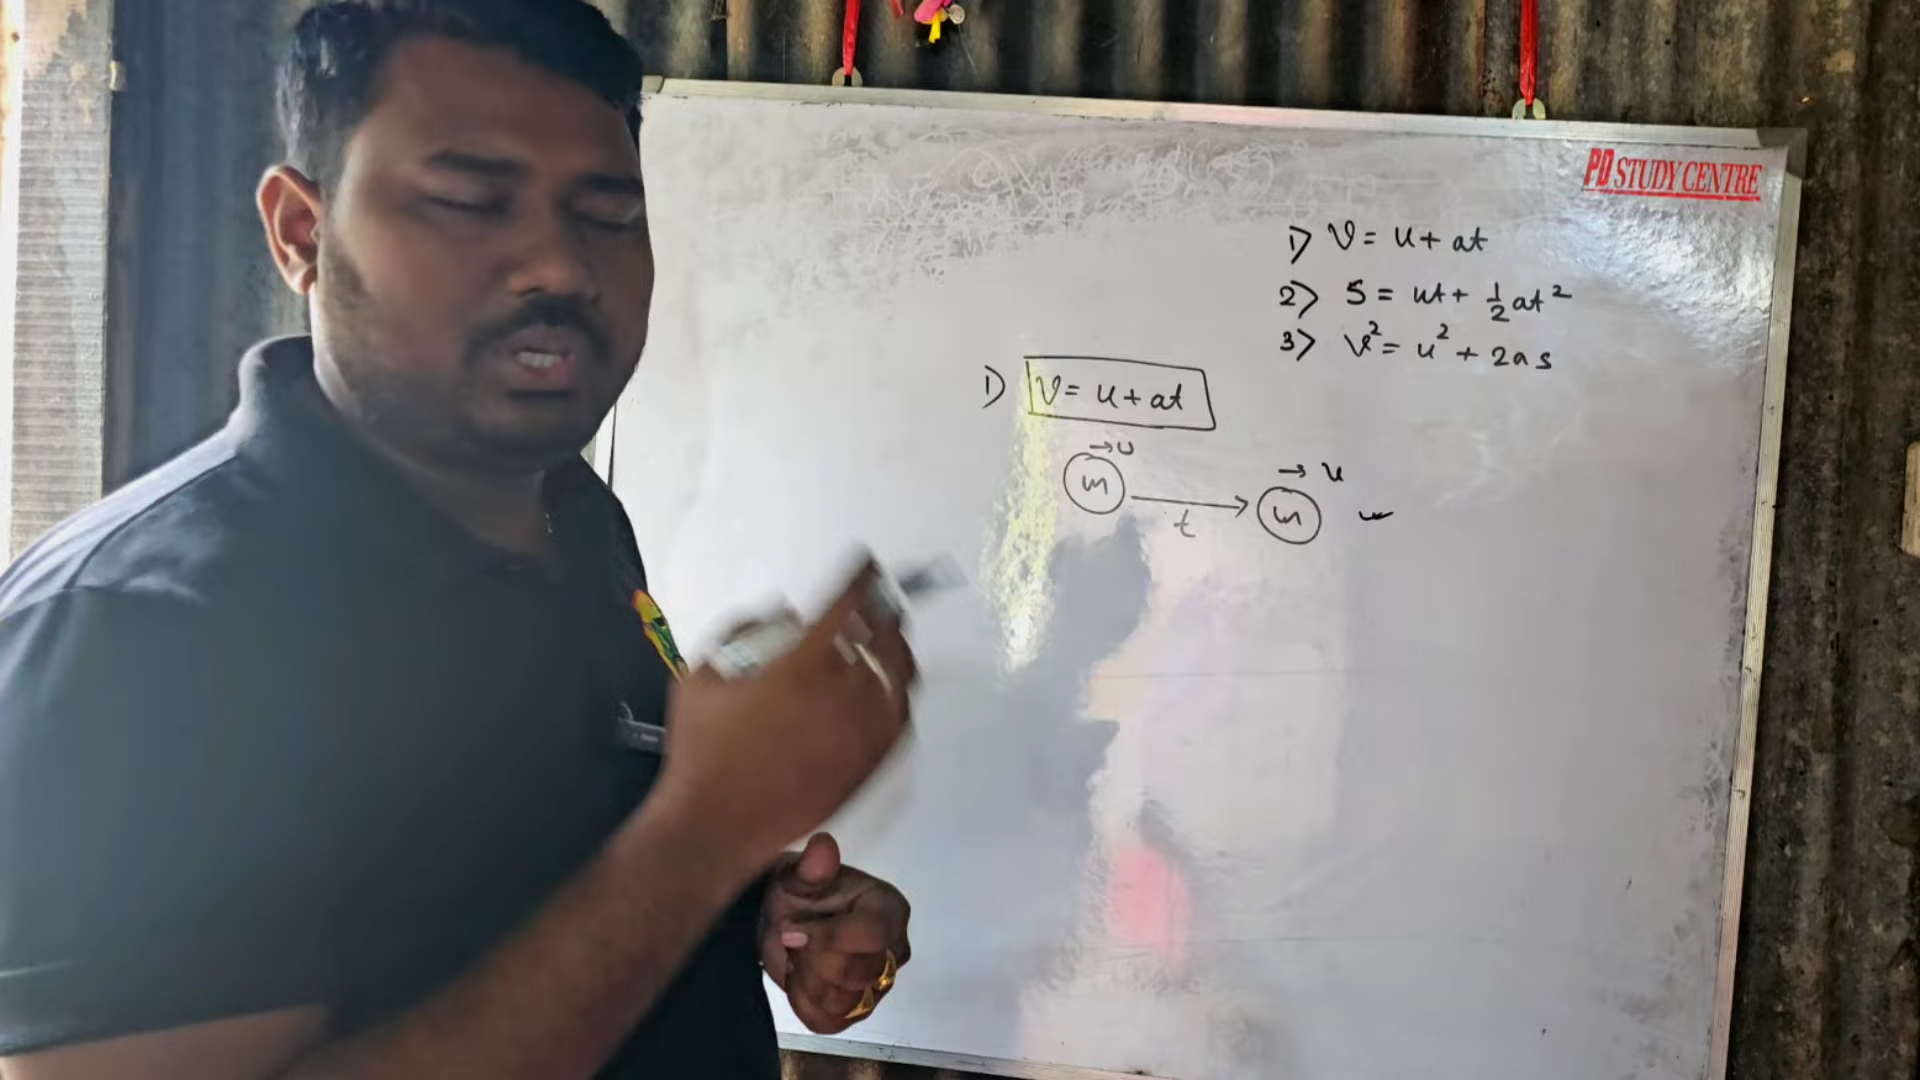 PD STUDY CENTRE
1) v = u + at
2) S = ut + 1/2 at²
3) v² = u² + 2as
1) v = u + at
→ u
m
→ u
m
t